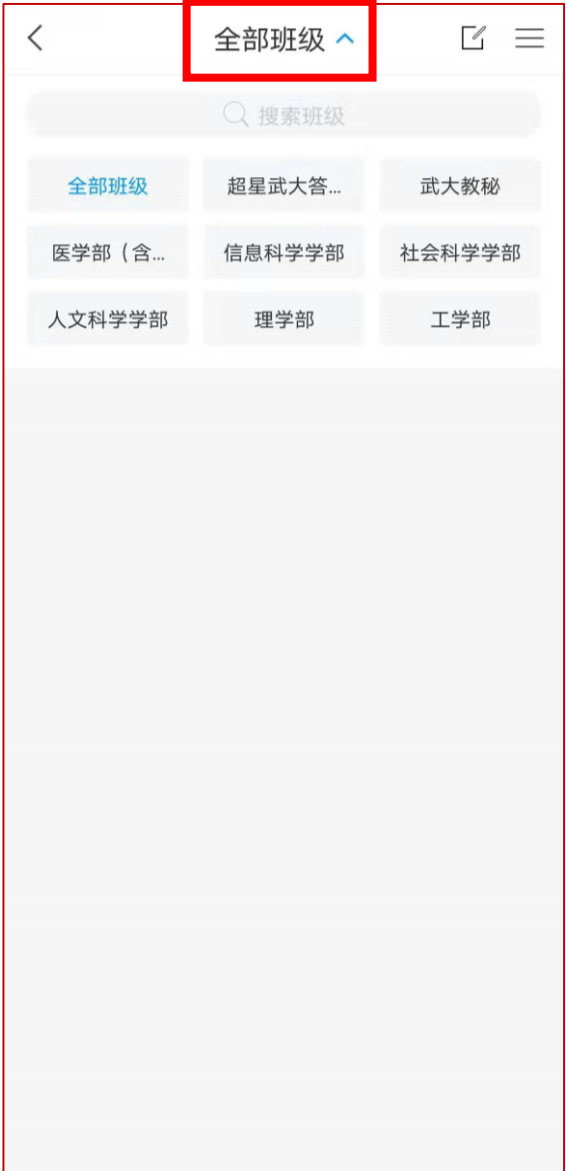 全部班级
搜索班级
全部班级 超星武大答... 武大教秘
医学部（含... 信息科学学部 社会科学学部
人文科学学部 理学部 工学部